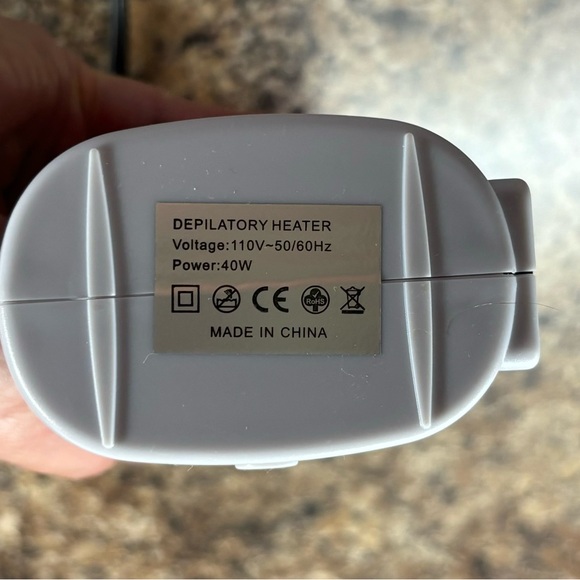 DEPILATORY HEATER
Voltage:110V~50/60Hz
Power:40W
CE RoHS
MADE IN CHINA